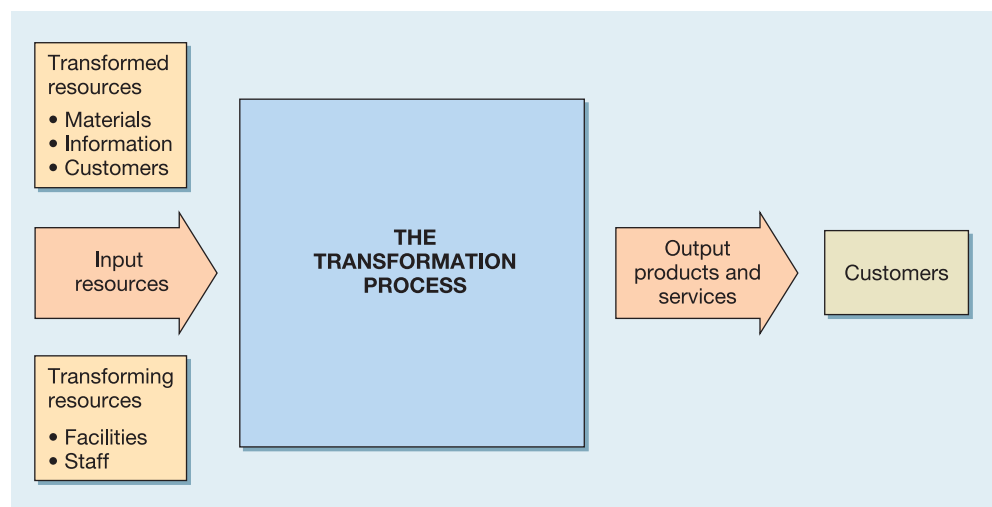 Transformed
resources
• Materials
• Information
• Customers
Input
resources
Transforming
resources
• Facilities
• Staff
THE
TRANSFORMATION
PROCESS
Output
products and
services
Customers